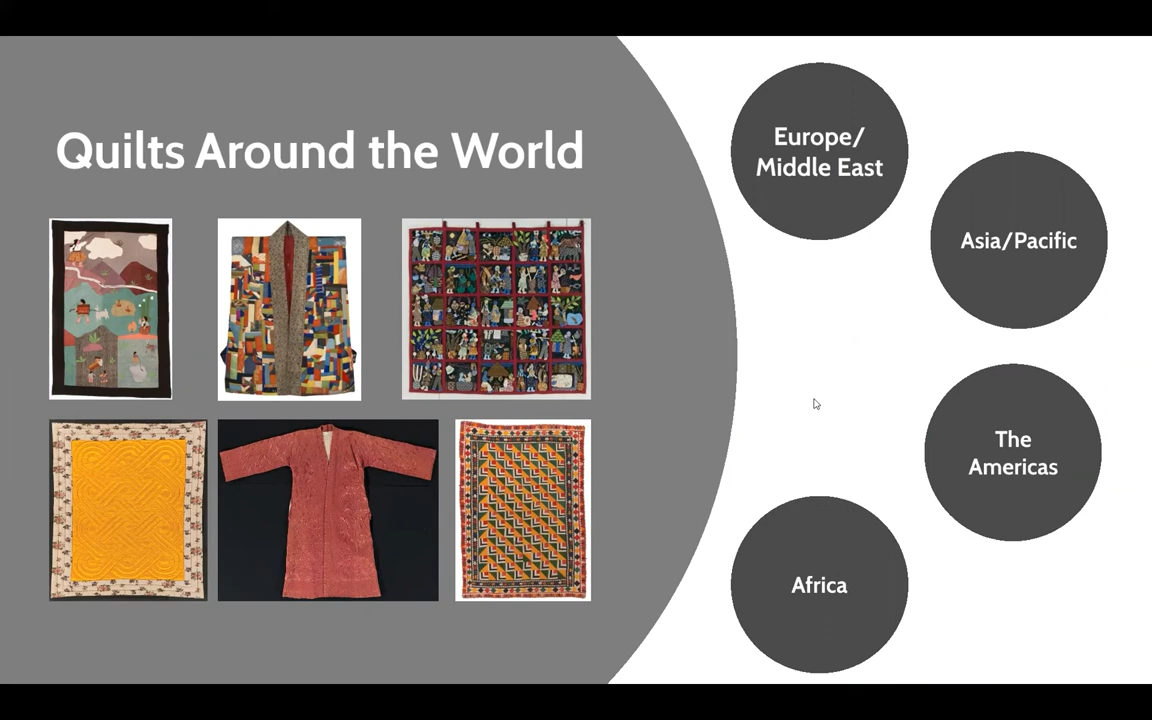 Quilts Around the World
Europe/
Middle East
Asia/Pacific
The
Americas
Africa